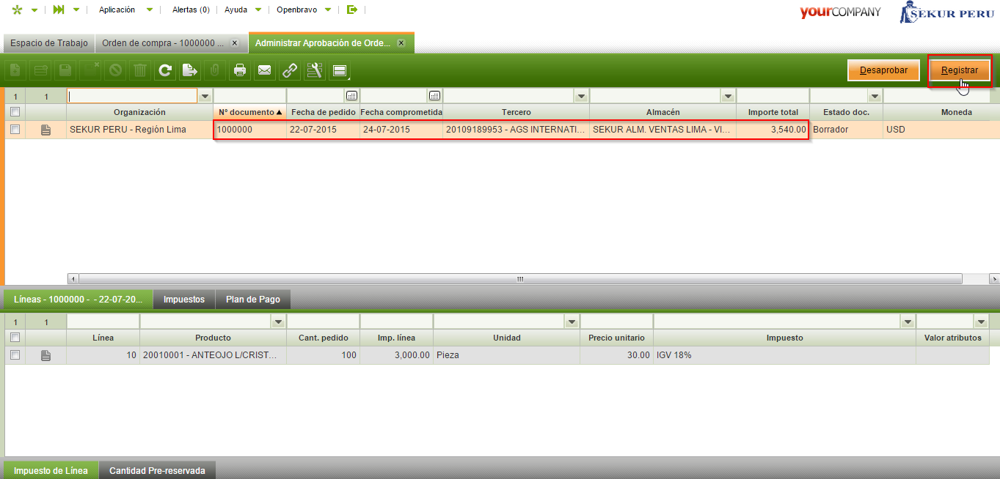 Aplicación Alertas (0) Ayuda Openbravo yourCOMPANY SEKUR PERU
Espacio de Trabajo Orden de compra - 1000000 ... Administrar Aprobación de Orde...
Desaprobar Registrar
1 1
Organización Nº documento Fecha de pedido Fecha comprometida Tercero Almacén Importe total Estado doc. Moneda
SEKUR PERU - Región Lima 1000000 22-07-2015 24-07-2015 20109189953 - AGS INTERNATI... SEKUR ALM. VENTAS LIMA - VI... 3,540.00 Borrador USD
Líneas - 1000000 - - 22-07-20... Impuestos Plan de Pago
1 1
Línea Producto Cant. pedido Imp. línea Unidad Precio unitario Impuesto Valor atributos
10 20010001 - ANTEOJO L/CRIST... 100 3,000.00 Pieza 30.00 IGV 18%
Impuesto de Línea Cantidad Pre-reservada